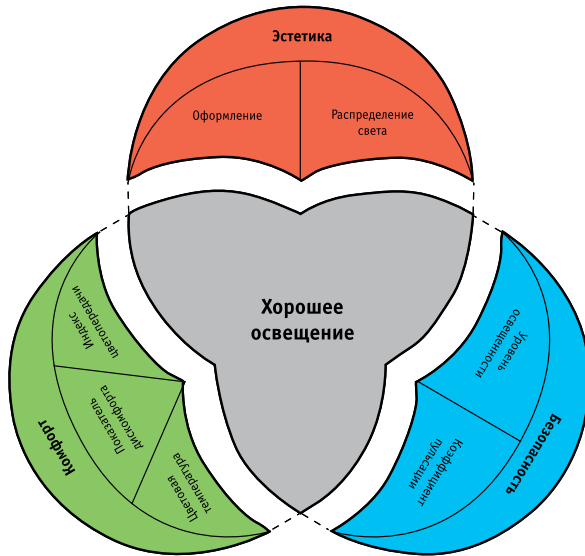 Эстетика
Оформление
Распределение
света
Хорошее
освещение
Комфорт
Индекс
цветопередачи
Показатель
дискомфорта
Цветовая
температура
Безопасность
Уровень
освещенности
Коэффициент
пульсации